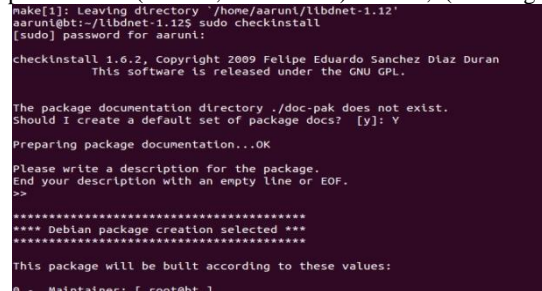 make[1]: Leaving directory `/home/aaruni/libdnet-1.12'
aaruni@bt:~/libdnet-1.12$ sudo checkinstall
[sudo] password for aaruni:
checkinstall 1.6.2, Copyright 2009 Felipe Eduardo Sanchez Diaz Duran
This software is released under the GNU GPL.
The package documentation directory ./doc-pak does not exist.
Should I create a default set of package docs? [y]: Y
Preparing package documentation...OK
Please write a description for the package.
End your description with an empty line or EOF.
>>
*****************************************
**** Debian package creation selected ***
*****************************************
This package will be built according to these values:
0 - Maintainer: [ root@bt ]